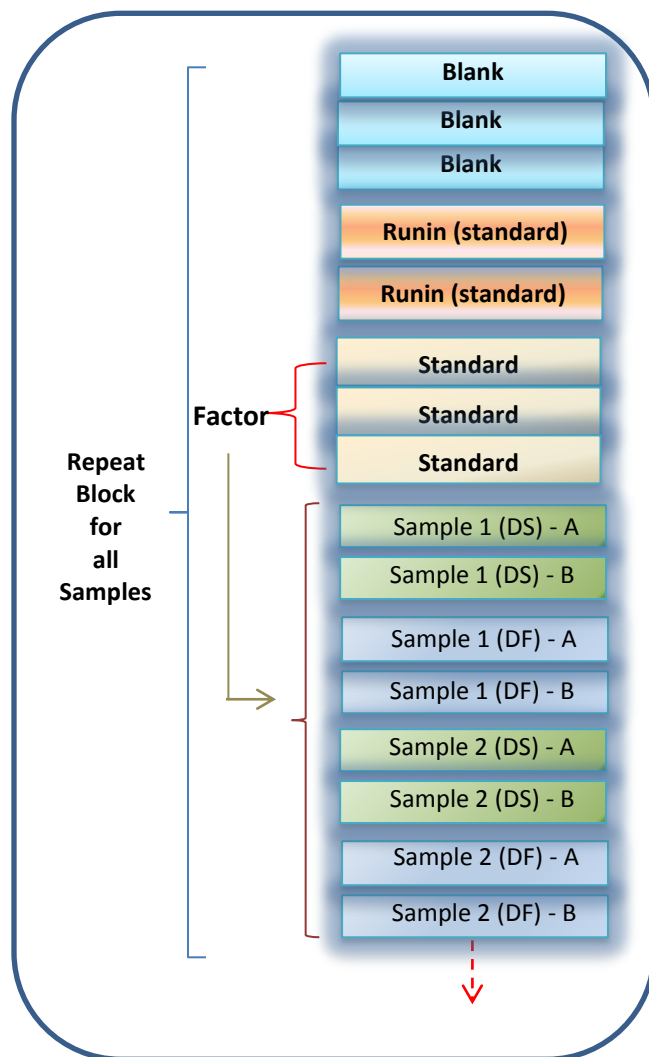 Blank
Blank
Blank
Runin (standard)
Runin (standard)
Standard
Standard
Standard
Factor
Repeat
Block
for
all
Samples
Sample 1 (DS) - A
Sample 1 (DS) - B
Sample 1 (DF) - A
Sample 1 (DF) - B
Sample 2 (DS) - A
Sample 2 (DS) - B
Sample 2 (DF) - A
Sample 2 (DF) - B